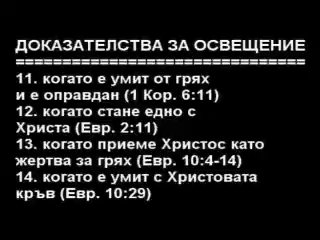 ДОКАЗАТЕЛСТВА ЗА ОСВЕЩЕНИЕ
================================
11. когато е умит от грях
и е оправдан (1 Кор. 6:11)
12. когато стане едно с
Христа (Евр. 2:11)
13. когато приеме Христос като
жертва за грях (Евр. 10:4-14)
14. когато е умит с Христовата
кръв (Евр. 10:29)